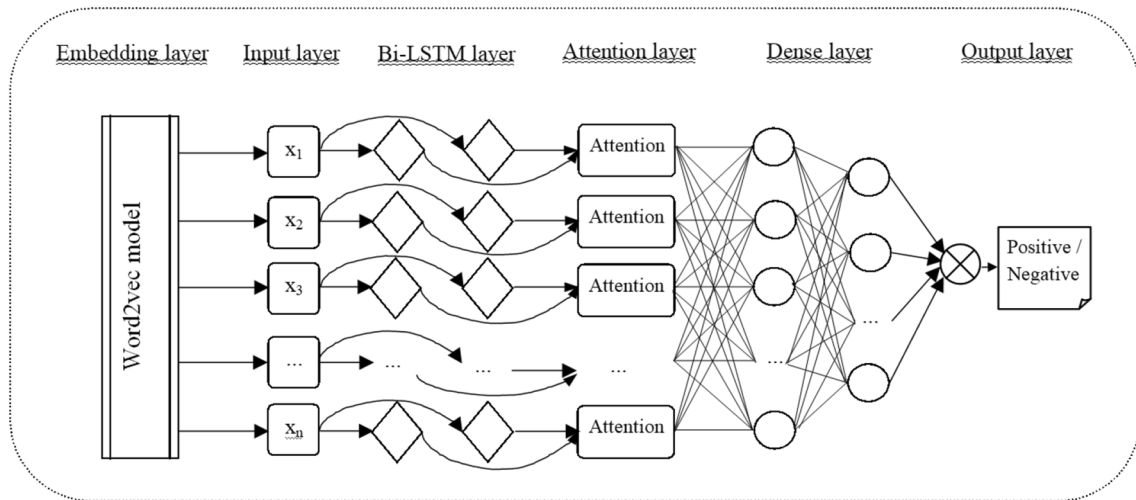 Embedding layer Input layer Bi-LSTM layer Attention layer Dense layer Output layer
Word2vec model
x1 Attention
x2 Attention
x3 Attention
... ... ... ... ... ...
xn Attention
Positive /
Negative